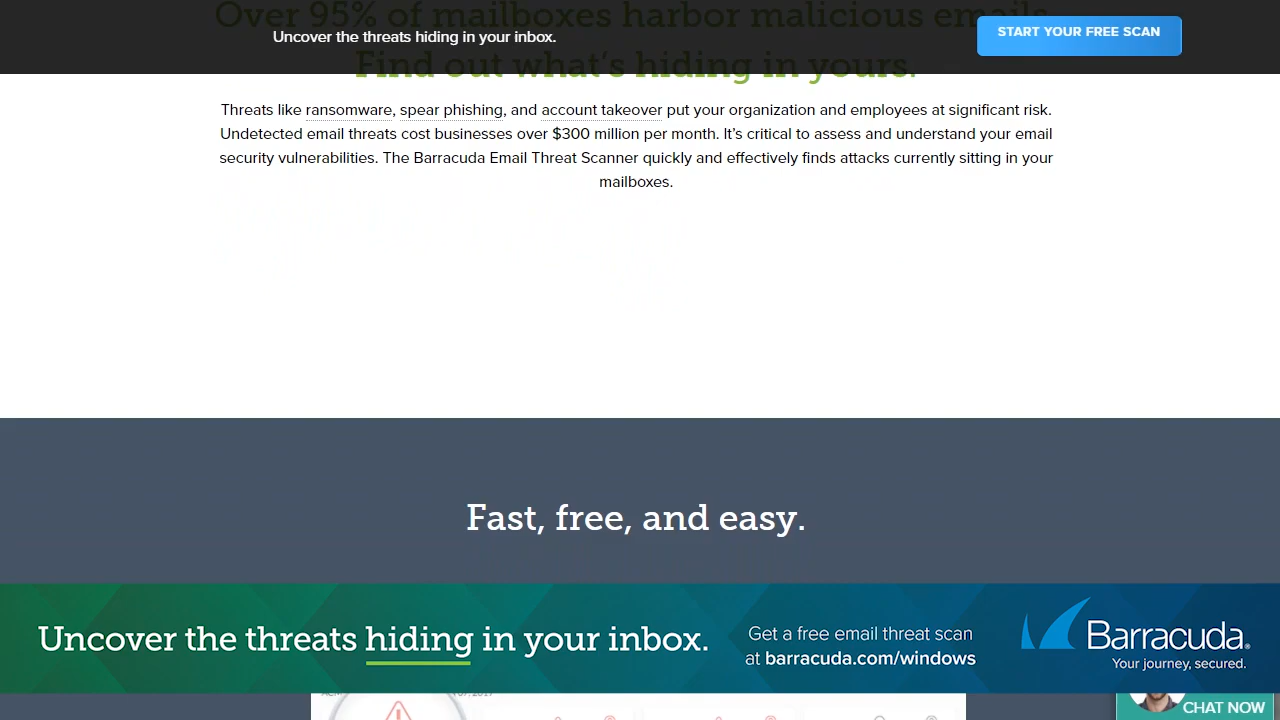 Over 95% of mailboxes harbor malicious emails.
Uncover the threats hiding in your inbox.
START YOUR FREE SCAN
Find out what's hiding in yours.
Threats like ransomware, spear phishing, and account takeover put your organization and employees at significant risk.
Undetected email threats cost businesses over $300 million per month. It's critical to assess and understand your email
security vulnerabilities. The Barracuda Email Threat Scanner quickly and effectively finds attacks currently sitting in your
mailboxes.
Fast, free, and easy.
Uncover the threats hiding in your inbox.
Get a free email threat scan
at barracuda.com/windows
Barracuda®
Your journey, secured.
CHAT NOW